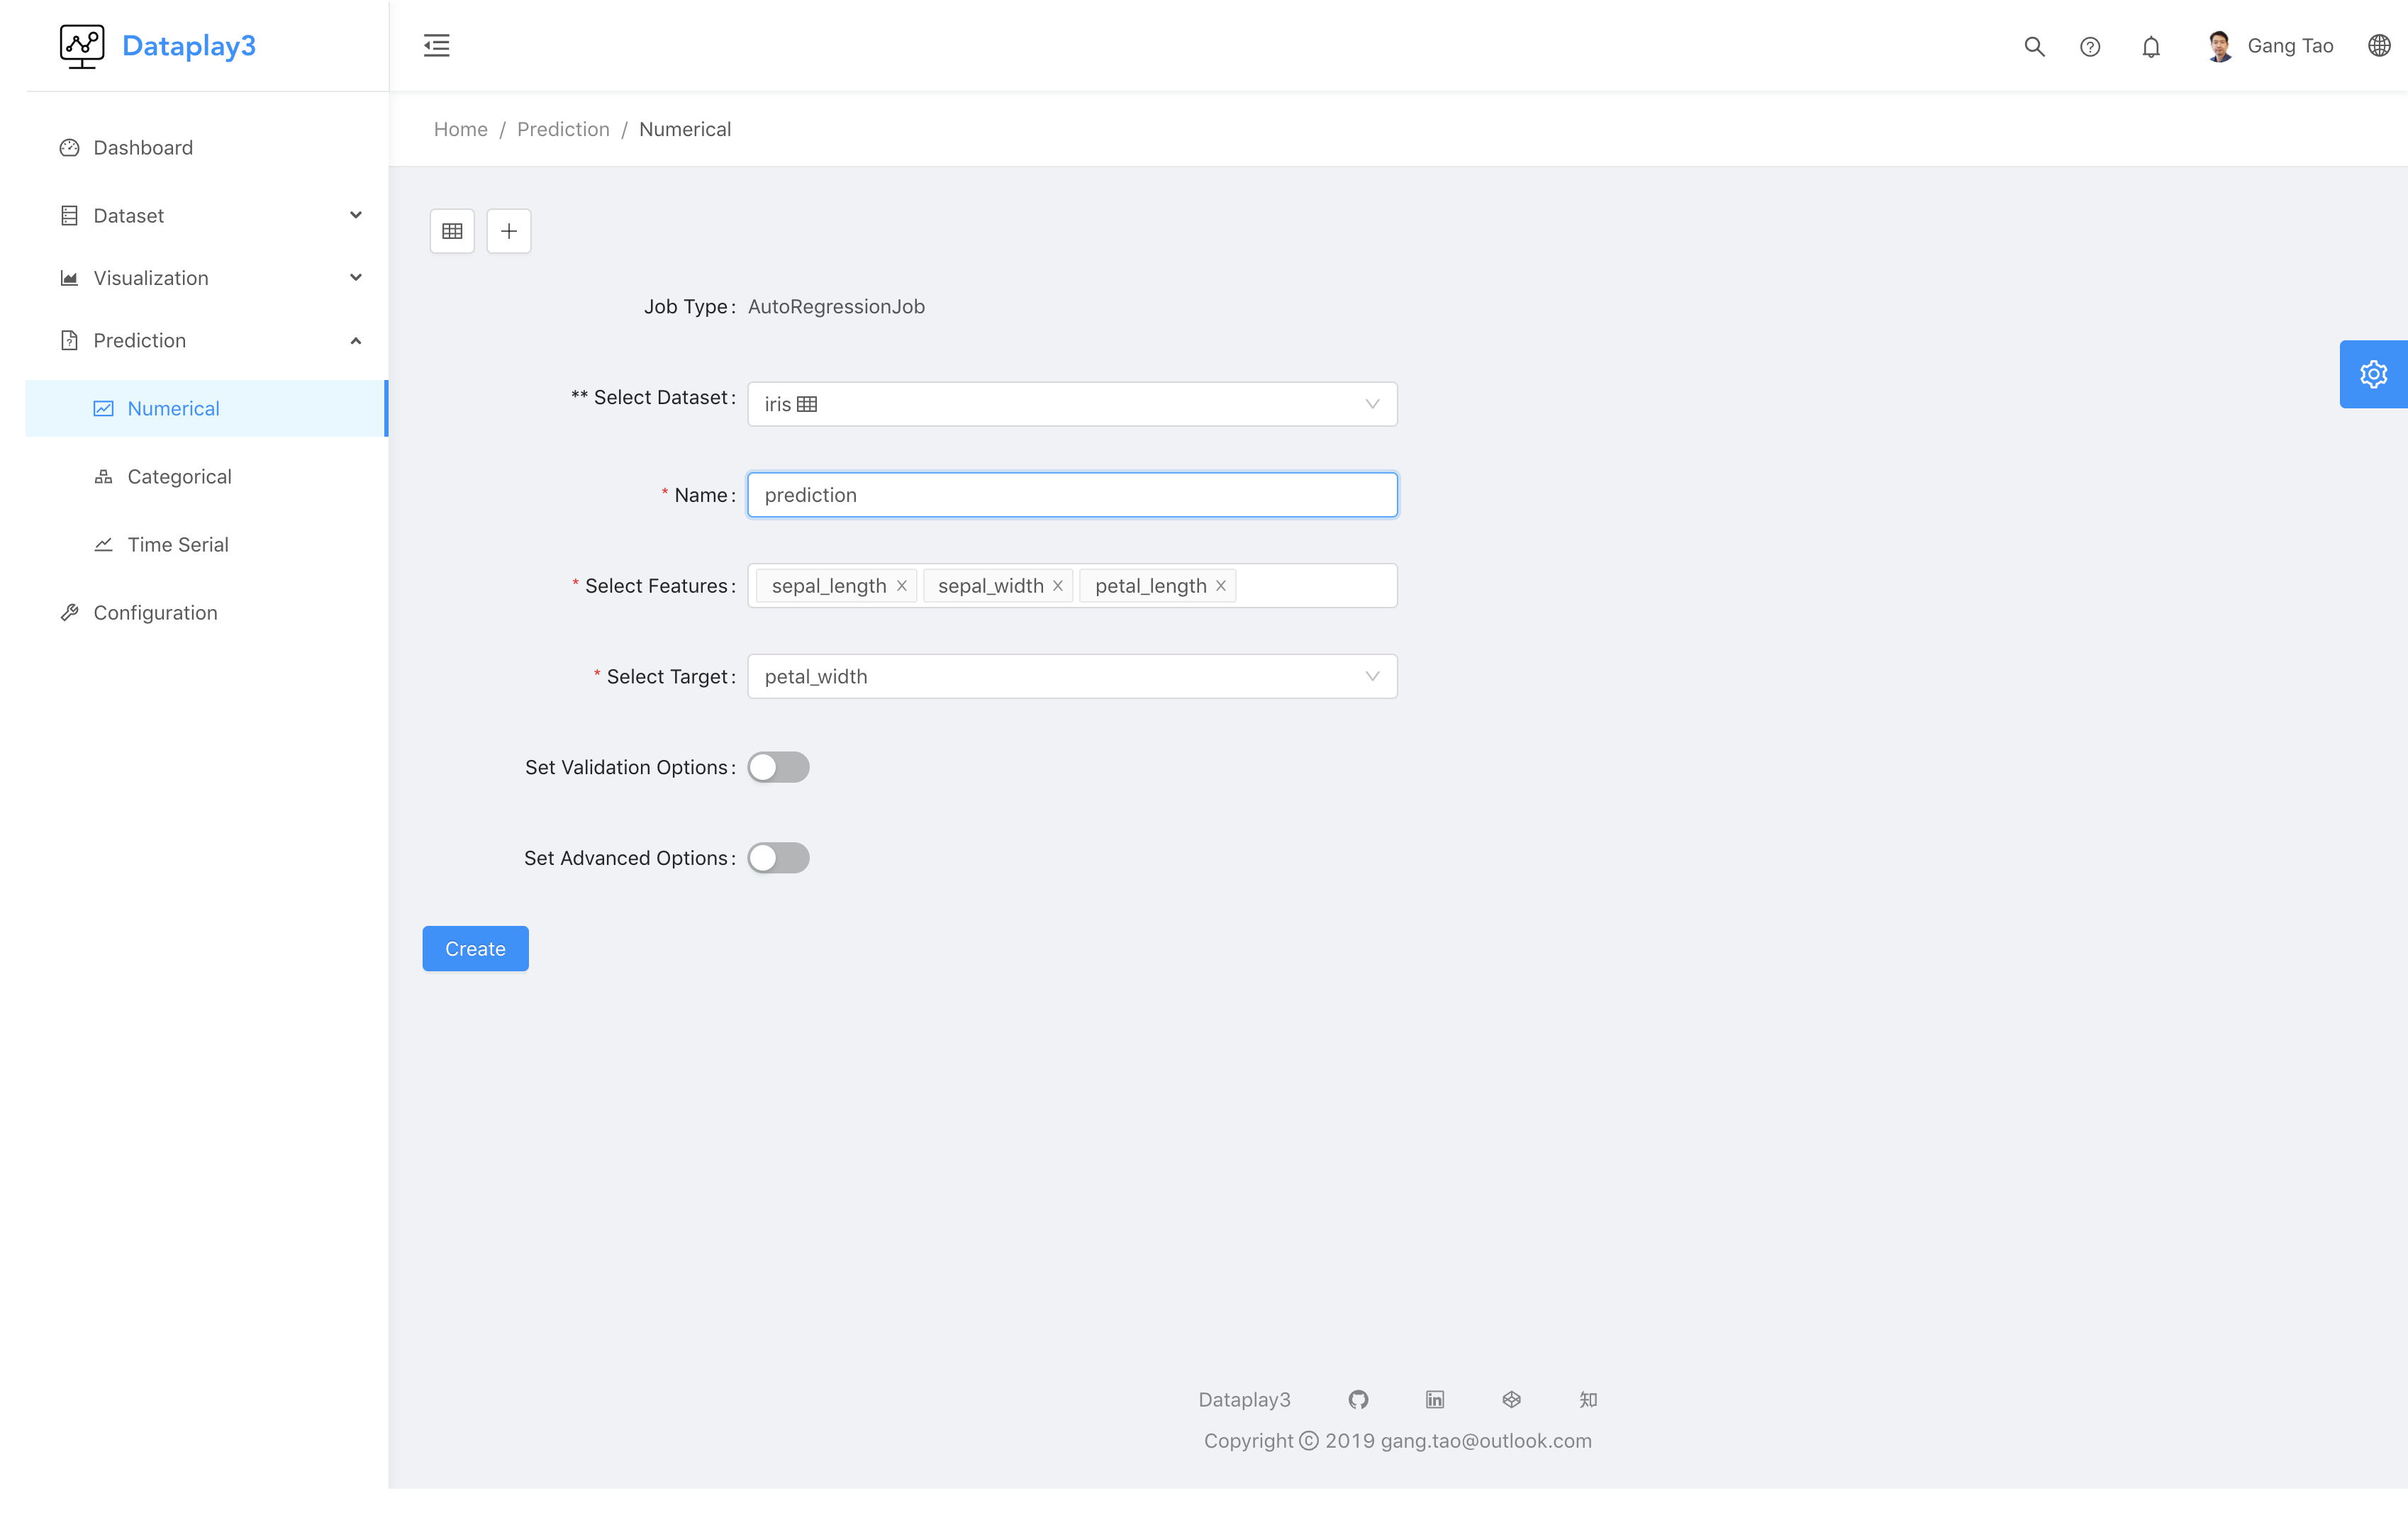 Dataplay3
Gang Tao
Home / Prediction / Numerical
Dashboard
Dataset
Visualization
Prediction
Numerical
Categorical
Time Serial
Configuration
Job Type: AutoRegressionJob
** Select Dataset: iris
* Name: prediction
* Select Features: sepal_length sepal_width petal_length
* Select Target: petal_width
Set Validation Options:
Set Advanced Options:
Create
Dataplay3 in 知
Copyright © 2019 gang.tao@outlook.com